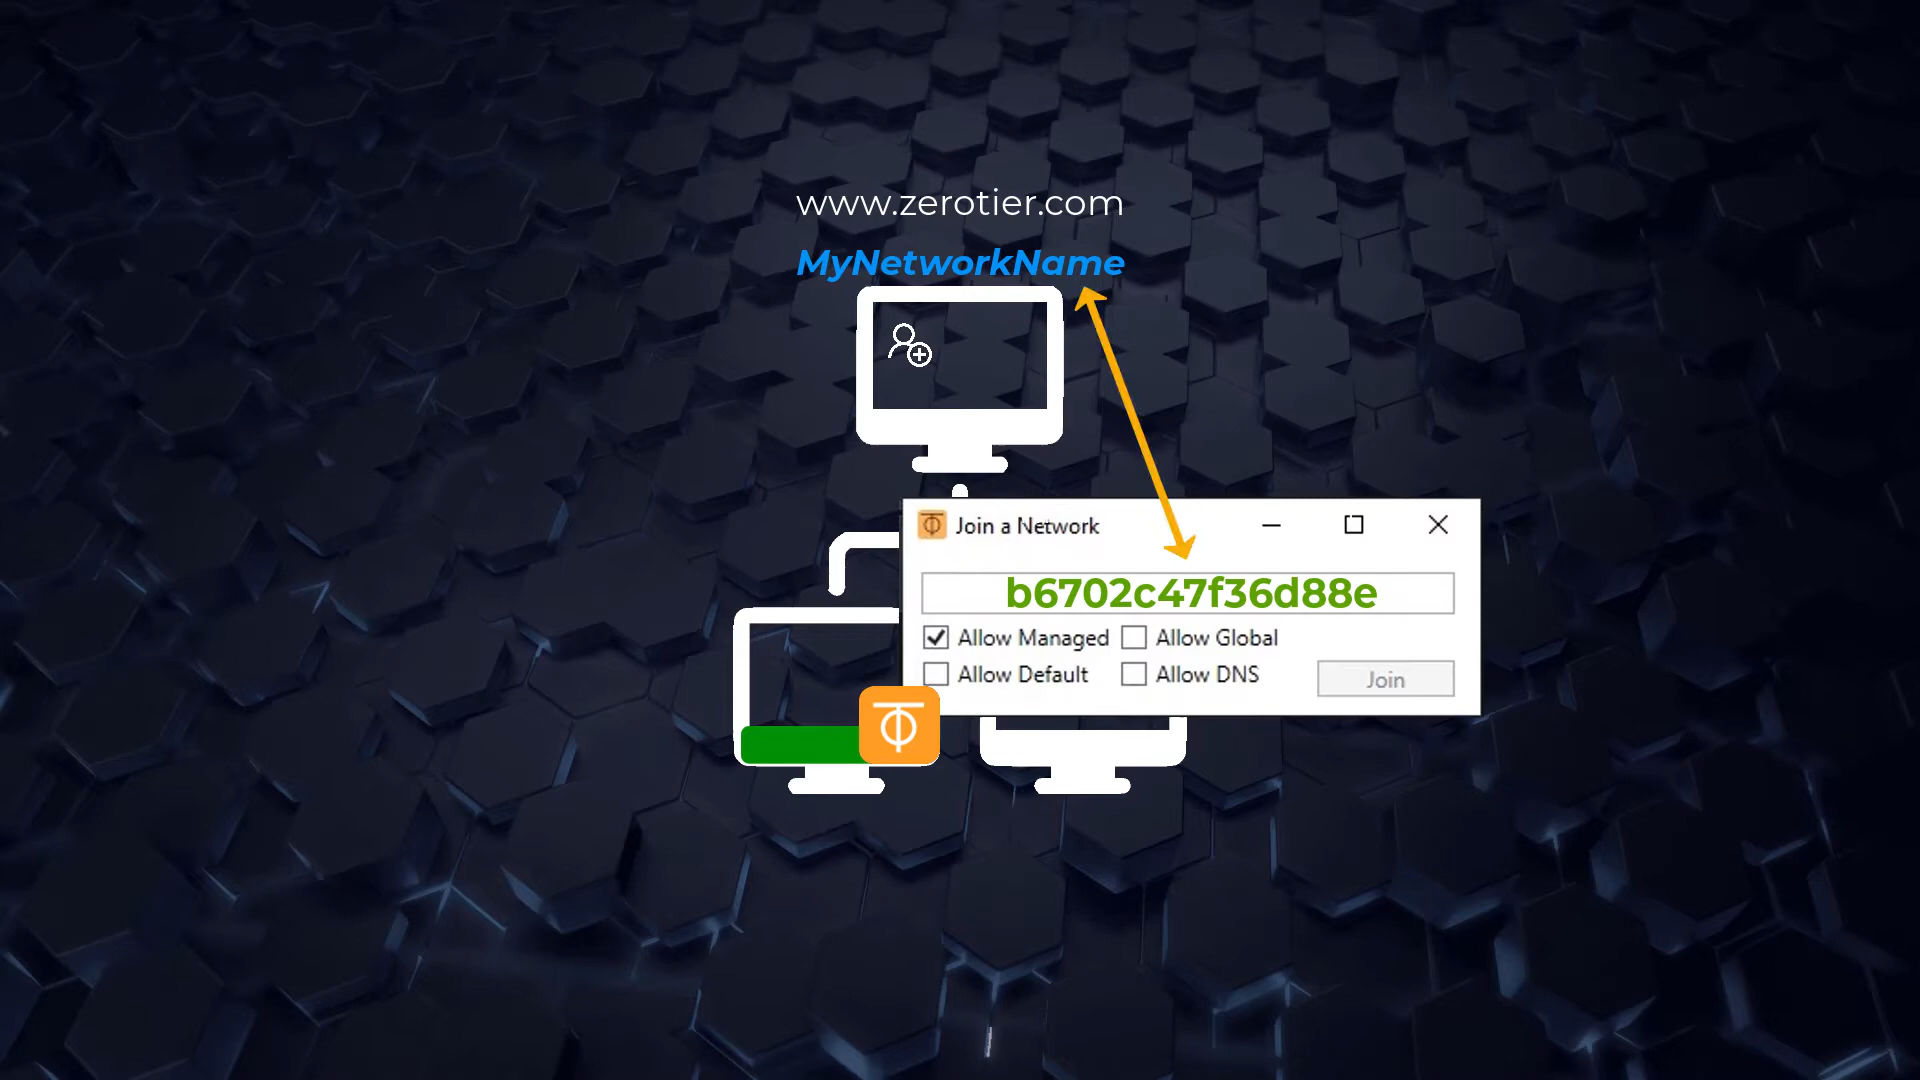 www.zerotier.com
MyNetworkName
Join a Network
b6702c47f36d88e
Allow Managed Allow Global
Allow Default Allow DNS
Join